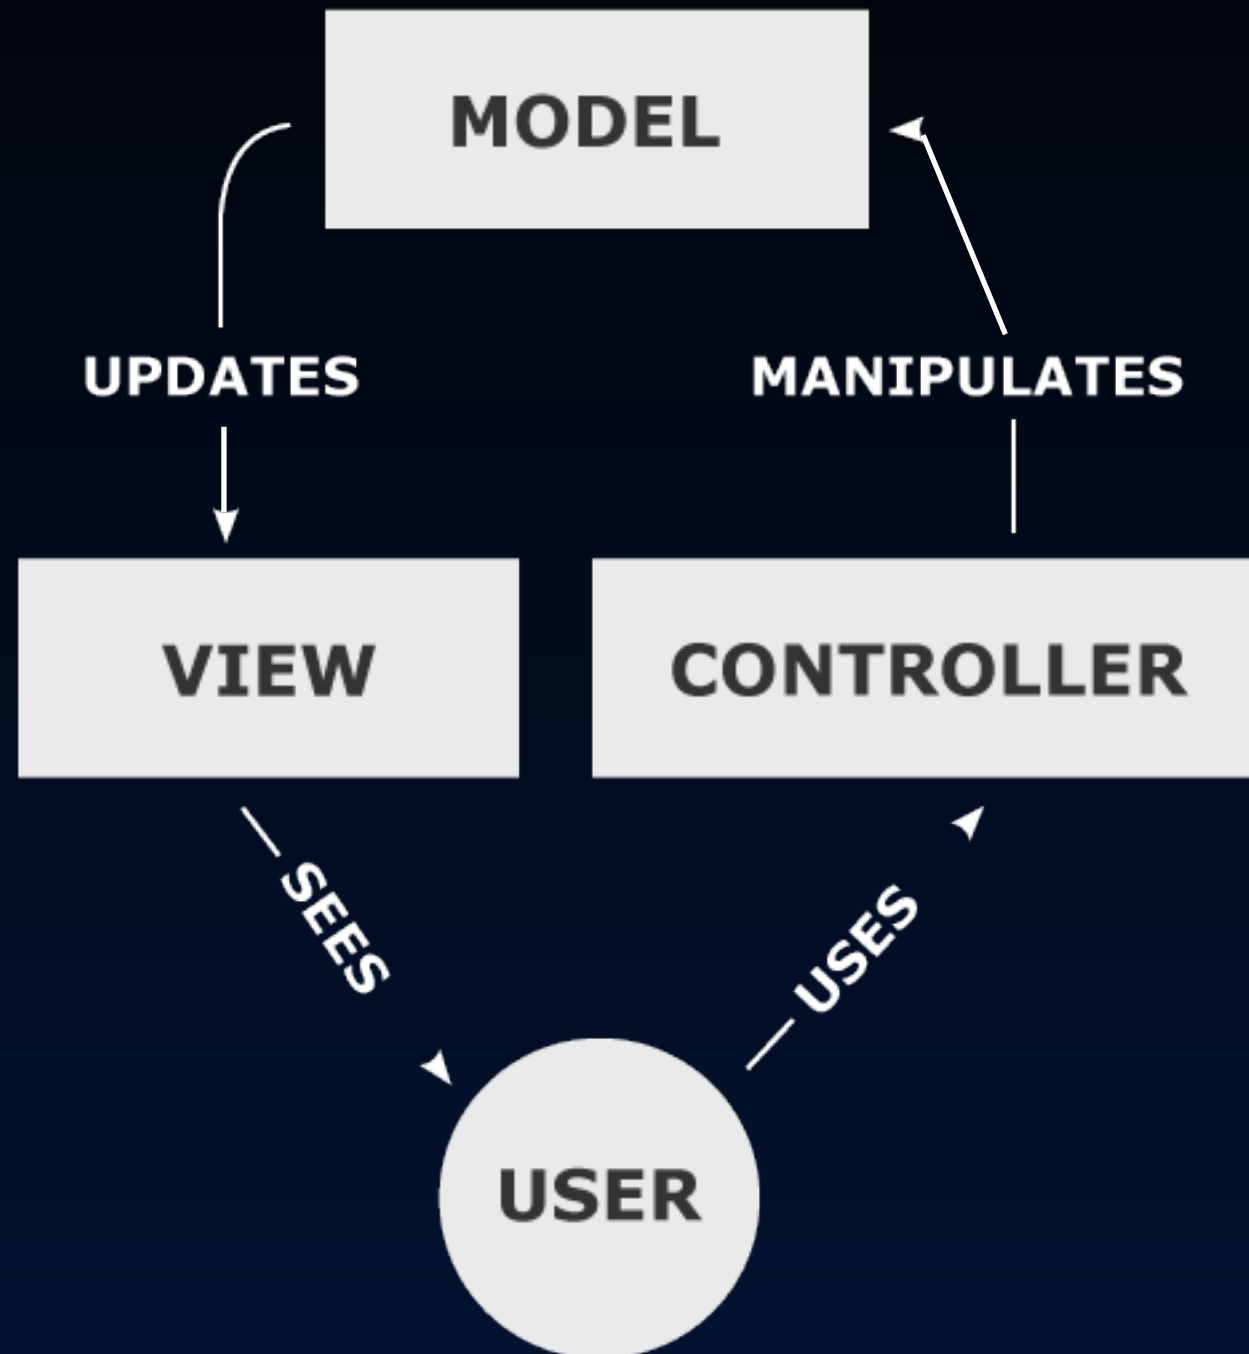 MODEL
UPDATES
MANIPULATES
VIEW
CONTROLLER
SEES
USES
USER